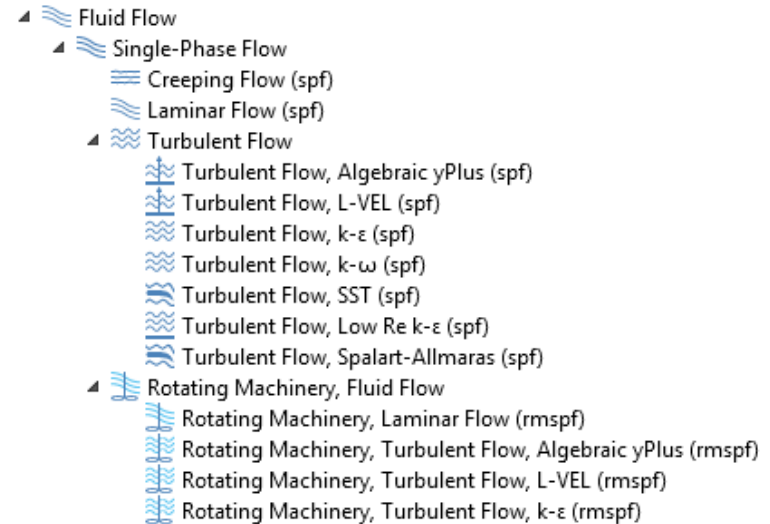 Fluid Flow
Single-Phase Flow
Creeping Flow (spf)
Laminar Flow (spf)
Turbulent Flow
Turbulent Flow, Algebraic yPlus (spf)
Turbulent Flow, L-VEL (spf)
Turbulent Flow, k-ε (spf)
Turbulent Flow, k-ω (spf)
Turbulent Flow, SST (spf)
Turbulent Flow, Low Re k-ε (spf)
Turbulent Flow, Spalart-Allmaras (spf)
Rotating Machinery, Fluid Flow
Rotating Machinery, Laminar Flow (rmspf)
Rotating Machinery, Turbulent Flow, Algebraic yPlus (rmspf)
Rotating Machinery, Turbulent Flow, L-VEL (rmspf)
Rotating Machinery, Turbulent Flow, k-ε (rmspf)